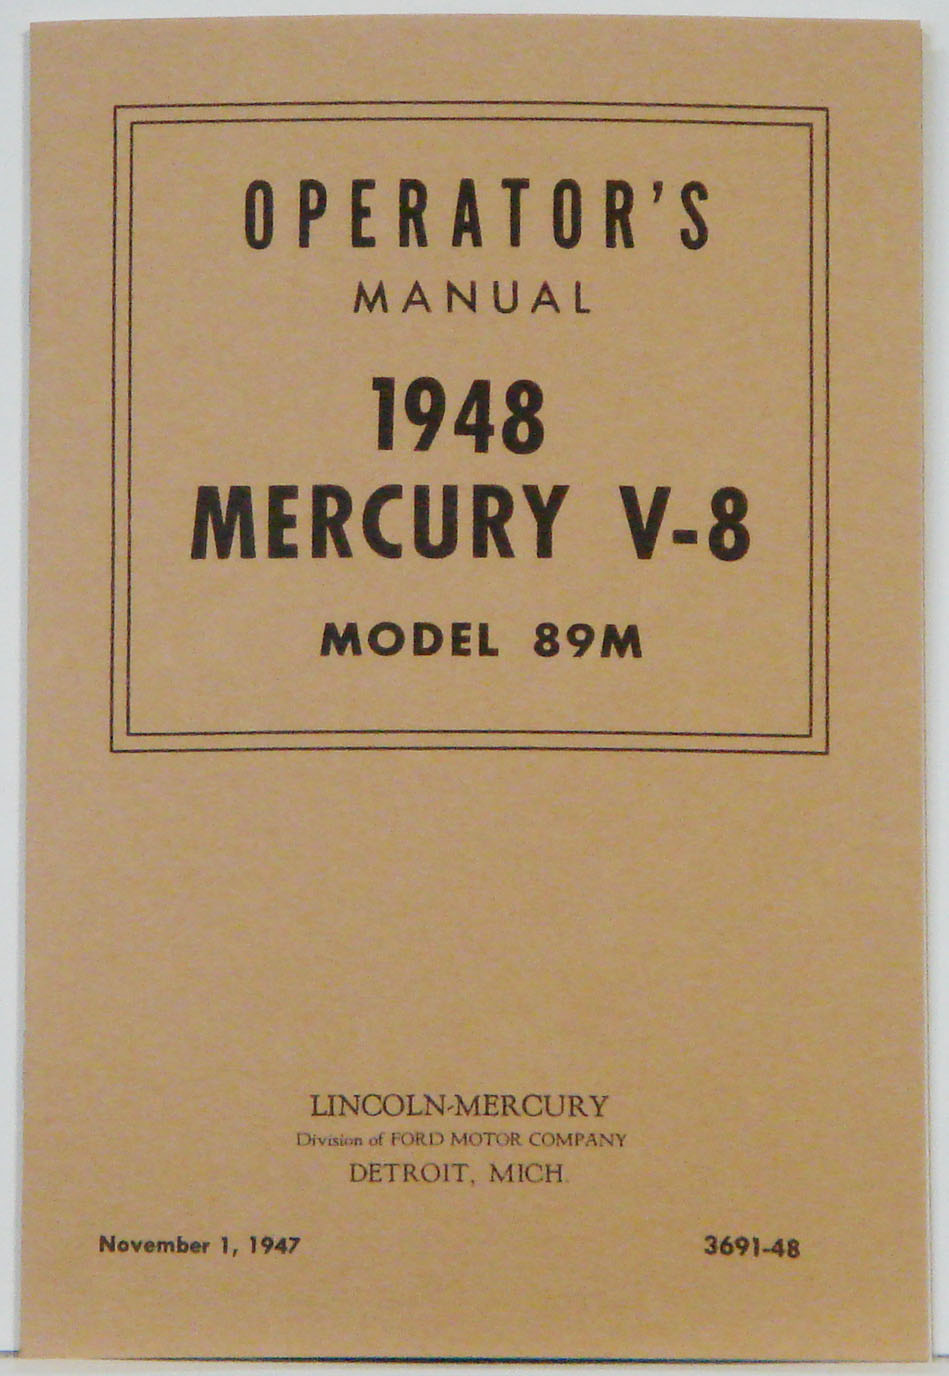 OPERATOR'S
MANUAL
1948
MERCURY V-8
MODEL 89M
LINCOLN-MERCURY
Division of FORD MOTOR COMPANY
DETROIT, MICH.
November 1, 1947
3691-48